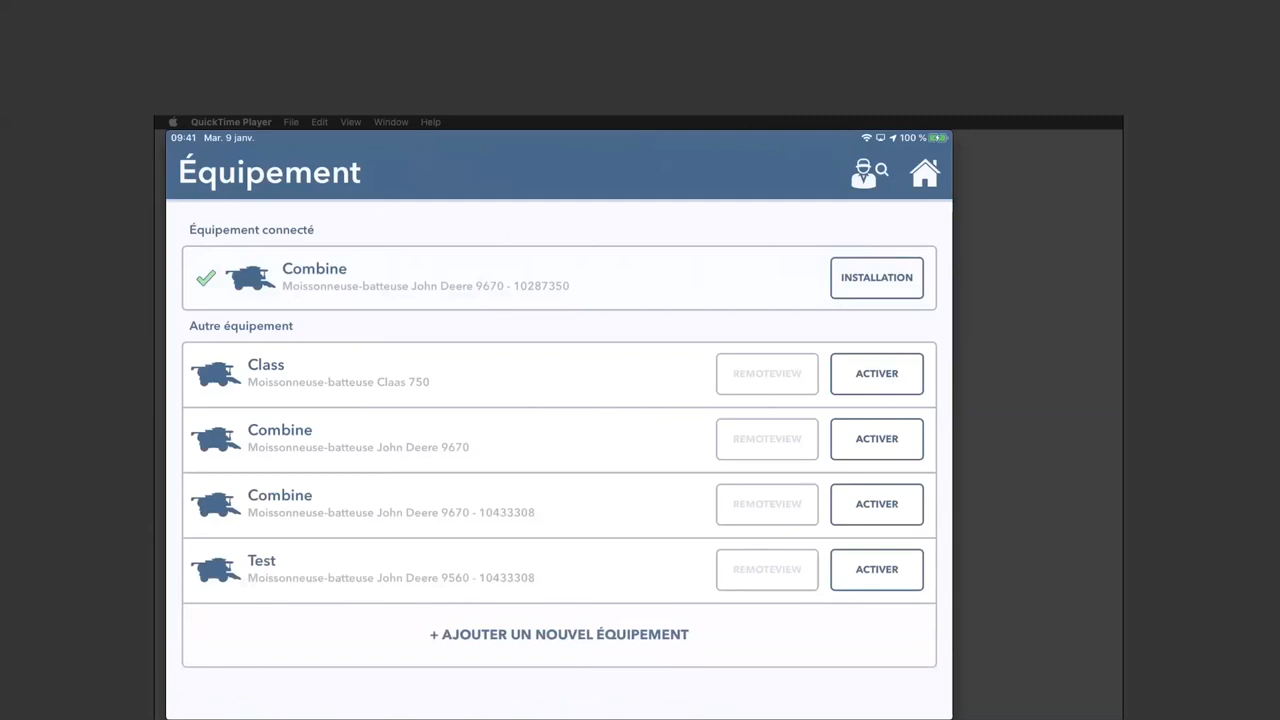 QuickTime Player File Edit View Window Help
09:41 Mar. 9 janv. 100 %
Équipement
Équipement connecté
Combine
Moissonneuse-batteuse John Deere 9670 - 10287350
INSTALLATION
Autre équipement
Class
Moissonneuse-batteuse Claas 750
REMOTEVIEW
ACTIVER
Combine
Moissonneuse-batteuse John Deere 9670
REMOTEVIEW
ACTIVER
Combine
Moissonneuse-batteuse John Deere 9670 - 10433308
REMOTEVIEW
ACTIVER
Test
Moissonneuse-batteuse John Deere 9560 - 10433308
REMOTEVIEW
ACTIVER
+ AJOUTER UN NOUVEL ÉQUIPEMENT